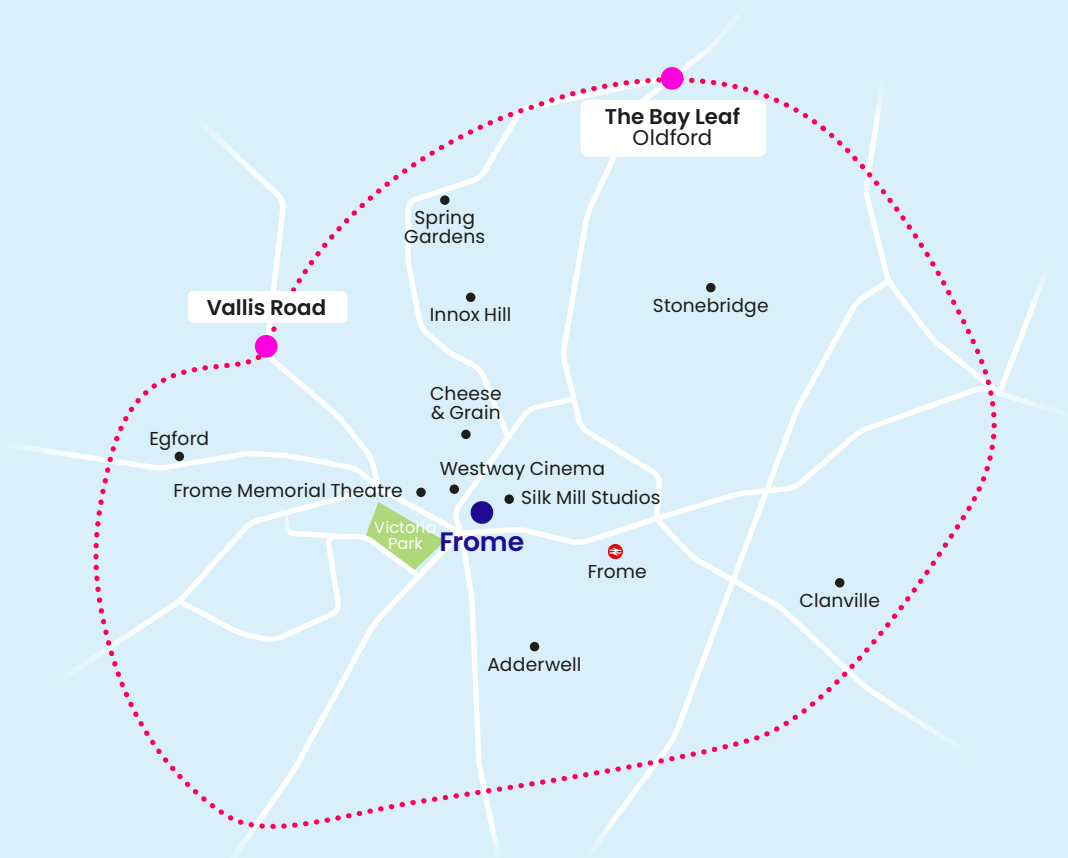 The Bay Leaf
Oldford
Spring
Gardens
Stonebridge
Vallis Road
Innox Hill
Cheese
& Grain
Egford
Westway Cinema
Frome Memorial Theatre
Silk Mill Studios
Victoria
Park
Frome
Frome
Clanville
Adderwell